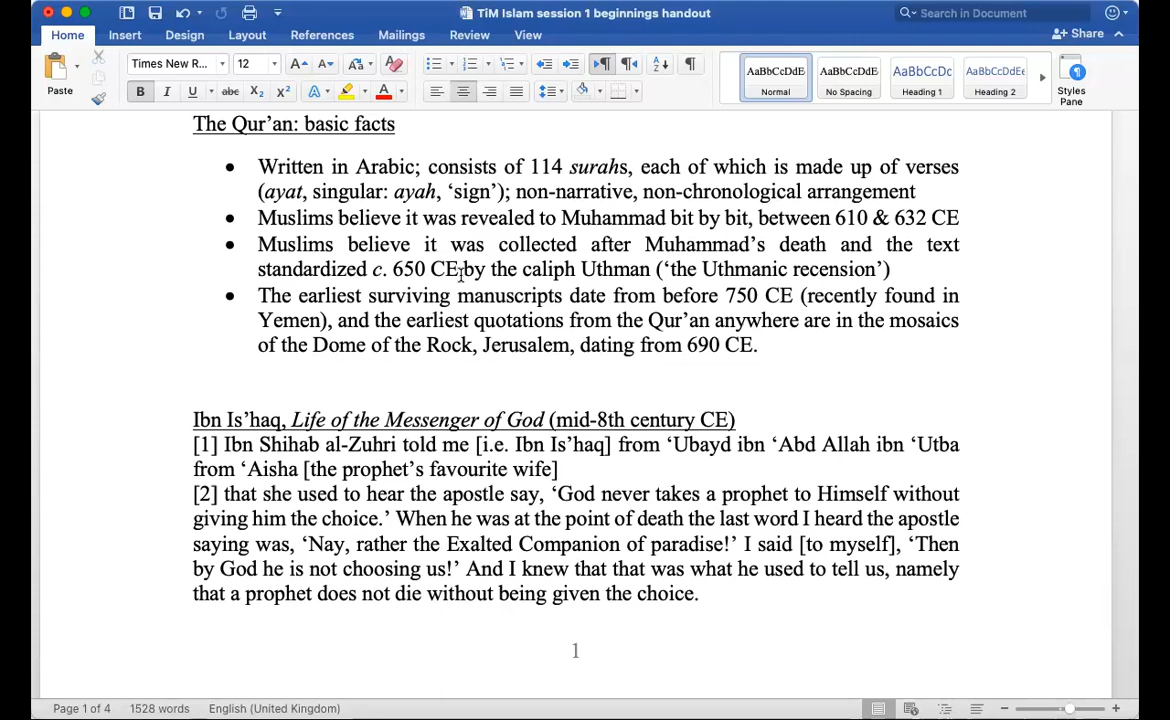 TiM Islam session 1 beginnings handout
Search in Document
Home Insert Design Layout References Mailings Review View
Share
Times New R... 12
Paste
AaBbCcDdE AaBbCcDdE AaBbCcDc AaBbCcDdEe
Normal No Spacing Heading 1 Heading 2
Styles
Pane
The Qur’an: basic facts
• Written in Arabic; consists of 114 surahs, each of which is made up of verses
(ayat, singular: ayah, ‘sign’); non-narrative, non-chronological arrangement
• Muslims believe it was revealed to Muhammad bit by bit, between 610 & 632 CE
• Muslims believe it was collected after Muhammad’s death and the text
standardized c. 650 CE by the caliph Uthman (‘the Uthmanic recension’)
• The earliest surviving manuscripts date from before 750 CE (recently found in
Yemen), and the earliest quotations from the Qur’an anywhere are in the mosaics
of the Dome of the Rock, Jerusalem, dating from 690 CE.
Ibn Is’haq, Life of the Messenger of God (mid-8th century CE)
[1] Ibn Shihab al-Zuhri told me [i.e. Ibn Is’haq] from ‘Ubayd ibn ‘Abd Allah ibn ‘Utba
from ‘Aisha [the prophet’s favourite wife]
[2] that she used to hear the apostle say, ‘God never takes a prophet to Himself without
giving him the choice.’ When he was at the point of death the last word I heard the apostle
saying was, ‘Nay, rather the Exalted Companion of paradise!’ I said [to myself], ‘Then
by God he is not choosing us!’ And I knew that that was what he used to tell us, namely
that a prophet does not die without being given the choice.
1
Page 1 of 4 1528 words English (United Kingdom)